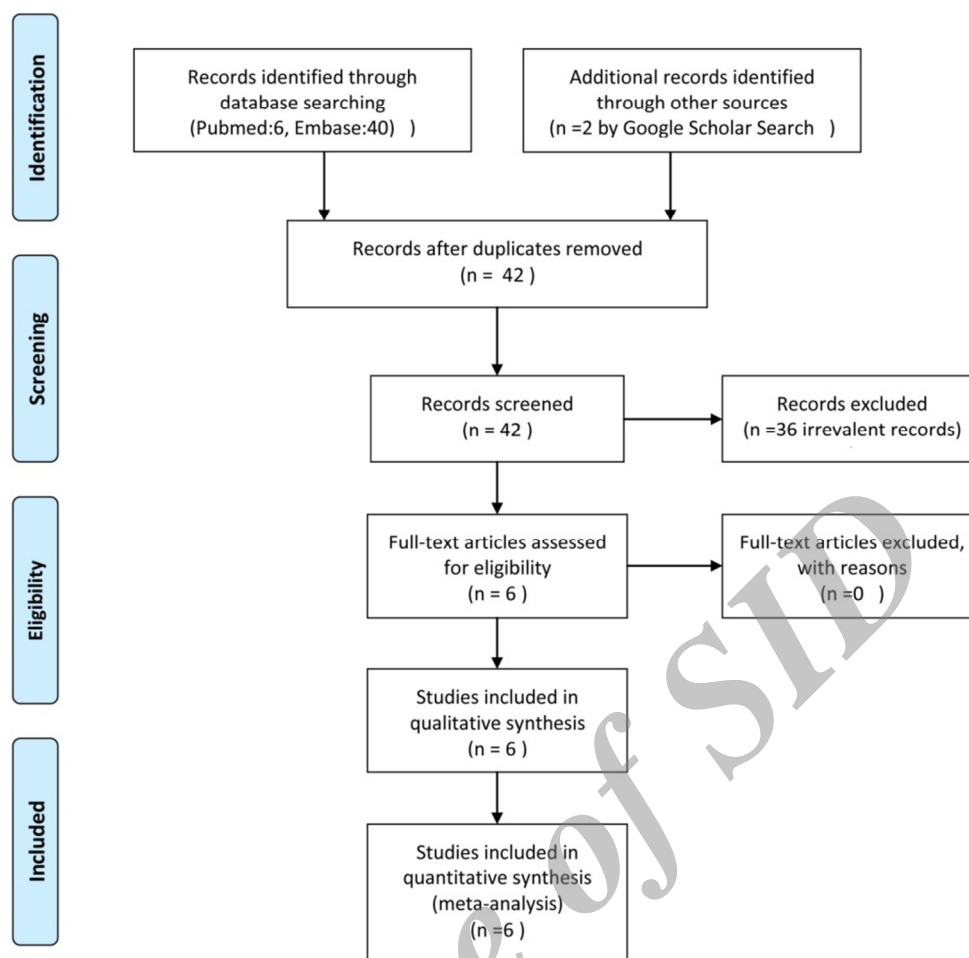 Identification
Records identified through
database searching
(Pubmed:6, Embase:40) )
Additional records identified
through other sources
(n =2 by Google Scholar Search )
Records after duplicates removed
(n = 42 )
Screening
Records screened
(n = 42 )
Records excluded
(n =36 irrevalent records)
Eligibility
Full-text articles assessed
for eligibility
(n = 6 )
Full-text articles excluded,
with reasons
(n =0 )
Studies included in
qualitative synthesis
(n = 6 )
Included
Studies included in
quantitative synthesis
(meta-analysis)
(n =6 )
of SID